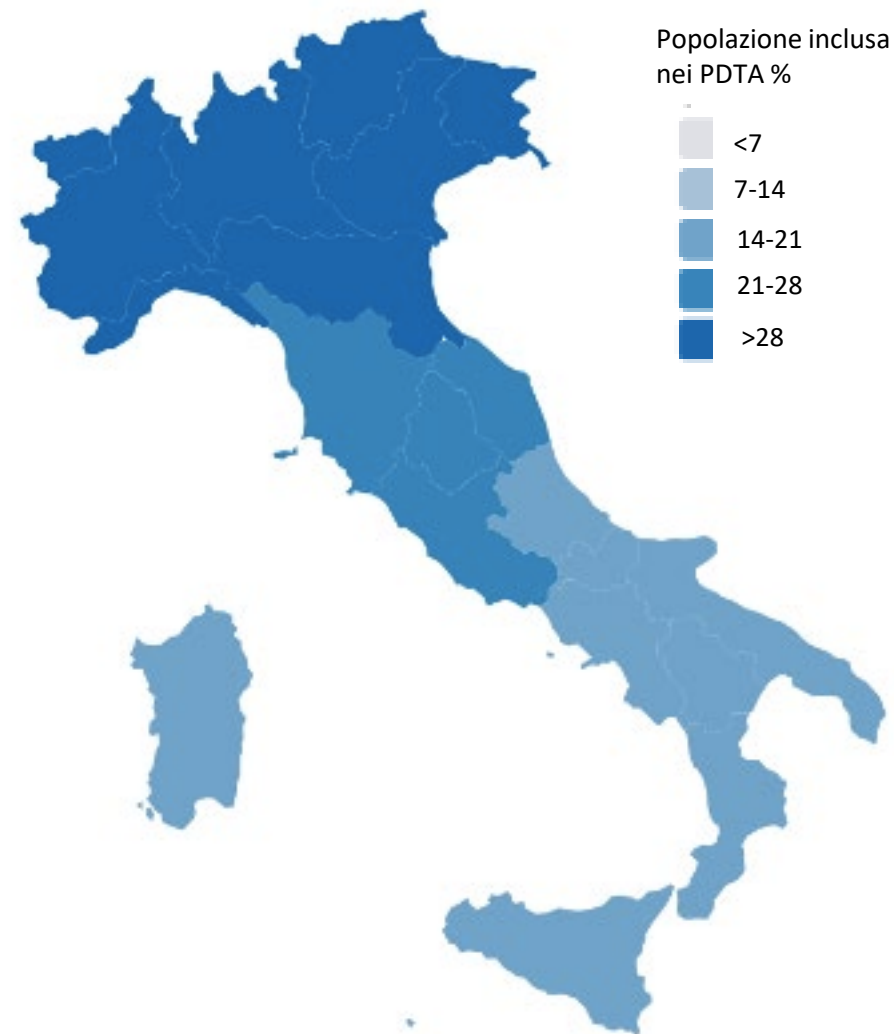 Popolazione inclusa
nei PDTA %
<7
7-14
14-21
21-28
>28